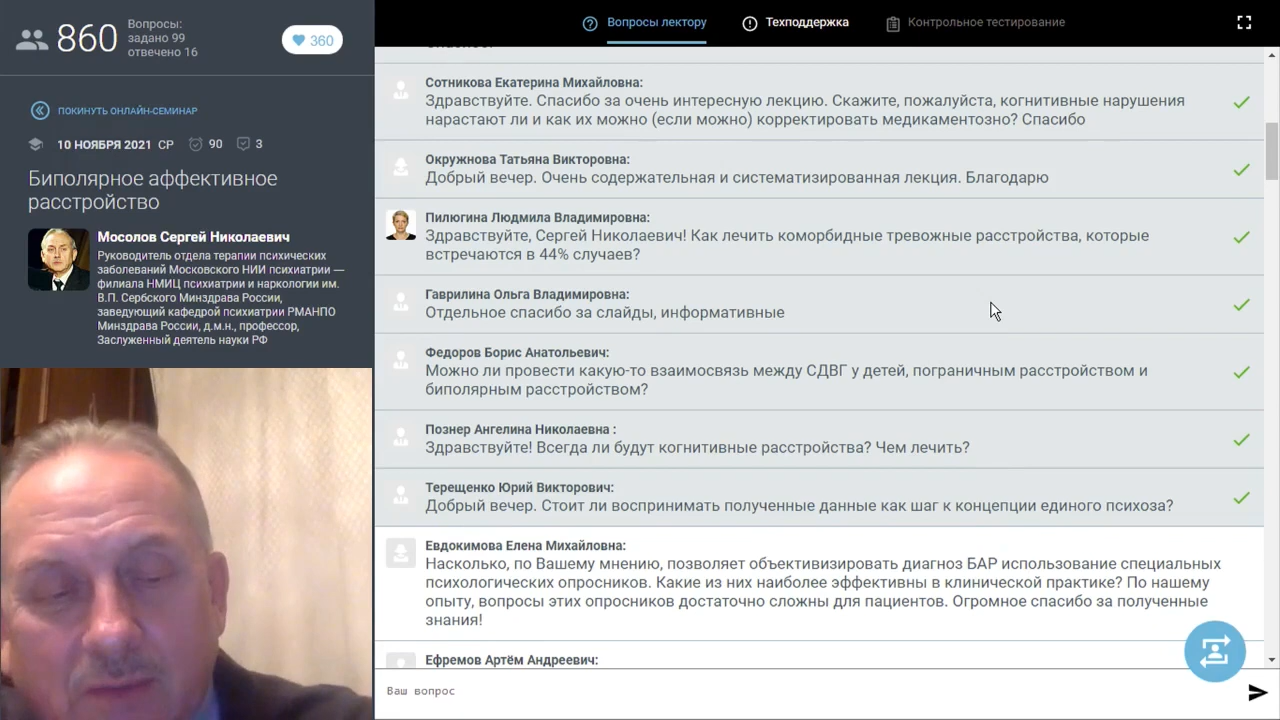 860
Вопросы:
задано 99
отвечено 16
360
Вопросы лектору
Техподдержка
Контрольное тестирование
ПОКИНУТЬ ОНЛАЙН-СЕМИНАР
10 НОЯБРЯ 2021 СР
90
3
Биполярное аффективное
расстройство
Мосолов Сергей Николаевич
Руководитель отдела терапии психических
заболеваний Московского НИИ психиатрии —
филиала НМИЦ психиатрии и наркологии им.
В.П. Сербского Минздрава России,
заведующий кафедрой психиатрии РМАНПО
Минздрава России, д.м.н., профессор,
Заслуженный деятель науки РФ
Сотникова Екатерина Михайловна:
Здравствуйте. Спасибо за очень интересную лекцию. Скажите, пожалуйста, когнитивные нарушения
нарастают ли и как их можно (если можно) корректировать медикаментозно? Спасибо
Окружнова Татьяна Викторовна:
Добрый вечер. Очень содержательная и систематизированная лекция. Благодарю
Пилюгина Людмила Владимировна:
Здравствуйте, Сергей Николаевич! Как лечить коморбидные тревожные расстройства, которые
встречаются в 44% случаев?
Гаврилина Ольга Владимировна:
Отдельное спасибо за слайды, информативные
Федоров Борис Анатольевич:
Можно ли провести какую-то взаимосвязь между СДВГ у детей, пограничным расстройством и
биполярным расстройством?
Познер Ангелина Николаевна :
Здравствуйте! Всегда ли будут когнитивные расстройства? Чем лечить?
Терещенко Юрий Викторович:
Добрый вечер. Стоит ли воспринимать полученные данные как шаг к концепции единого психоза?
Евдокимова Елена Михайловна:
Насколько, по Вашему мнению, позволяет объективизировать диагноз БАР использование специальных
психологических опросников. Какие из них наиболее эффективны в клинической практике? По нашему
опыту, вопросы этих опросников достаточно сложны для пациентов. Огромное спасибо за полученные
знания!
Ефремов Артём Андреевич:
Ваш вопрос